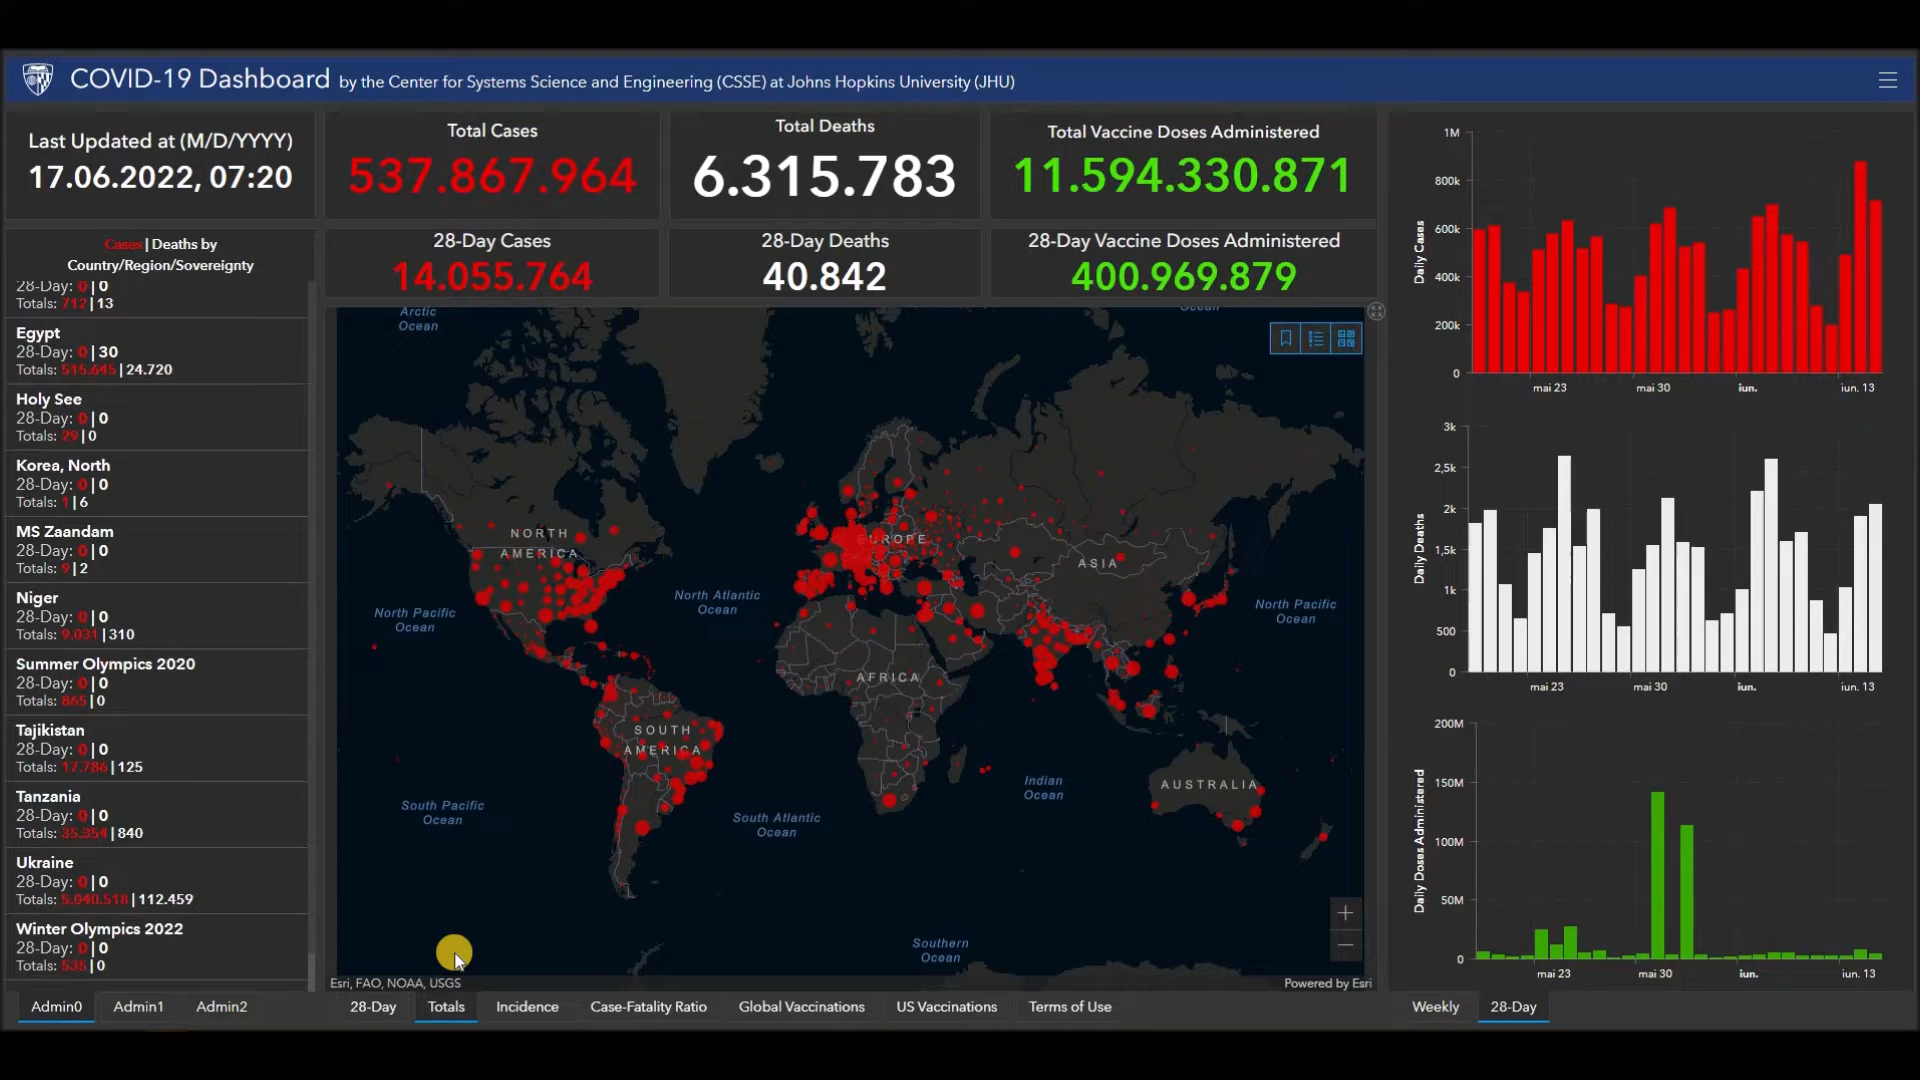 COVID-19 Dashboard by the Center for Systems Science and Engineering (CSSE) at Johns Hopkins University (JHU)
Last Updated at (M/D/YYYY)
17.06.2022, 07:20
Total Cases
537.867.964
Total Deaths
6.315.783
Total Vaccine Doses Administered
11.594.330.871
28-Day Cases
14.055.764
28-Day Deaths
40.842
28-Day Vaccine Doses Administered
400.969.879
Cases | Deaths by
Country/Region/Sovereignty
28-Day: 0 | 0
Totals: 712 | 13
Egypt
28-Day: 0 | 30
Totals: 515.645 | 24.720
Holy See
28-Day: 0 | 0
Totals: 29 | 0
Korea, North
28-Day: 0 | 0
Totals: 1 | 6
MS Zaandam
28-Day: 0 | 0
Totals: 9 | 2
Niger
28-Day: 0 | 0
Totals: 9.031 | 310
Summer Olympics 2020
28-Day: 0 | 0
Totals: 865 | 0
Tajikistan
28-Day: 0 | 0
Totals: 17.786 | 125
Tanzania
28-Day: 0 | 0
Totals: 35.354 | 840
Ukraine
28-Day: 0 | 0
Totals: 5.040.518 | 112.459
Winter Olympics 2022
28-Day: 0 | 0
Totals: 535 | 0
Admin0 Admin1 Admin2
Arctic
Ocean
Ocean
NORTH
AMERICA
EUROPE
ASIA
North Pacific
Ocean
North Atlantic
Ocean
North Pacific
Ocean
AFRICA
SOUTH
AMERICA
South Pacific
Ocean
South Atlantic
Ocean
Indian
Ocean
AUSTRALIA
Southern
Ocean
Esri, FAO, NOAA, USGS
Powered by Esri
28-Day Totals Incidence Case-Fatality Ratio Global Vaccinations US Vaccinations Terms of Use
Daily Cases
1M
800k
600k
400k
200k
0
mai 23 mai 30 iun. iun. 13
Daily Deaths
3k
2,5k
2k
1,5k
1k
500
0
mai 23 mai 30 iun. iun. 13
Daily Doses Administered
200M
150M
100M
50M
0
mai 23 mai 30 iun. iun. 13
Weekly 28-Day